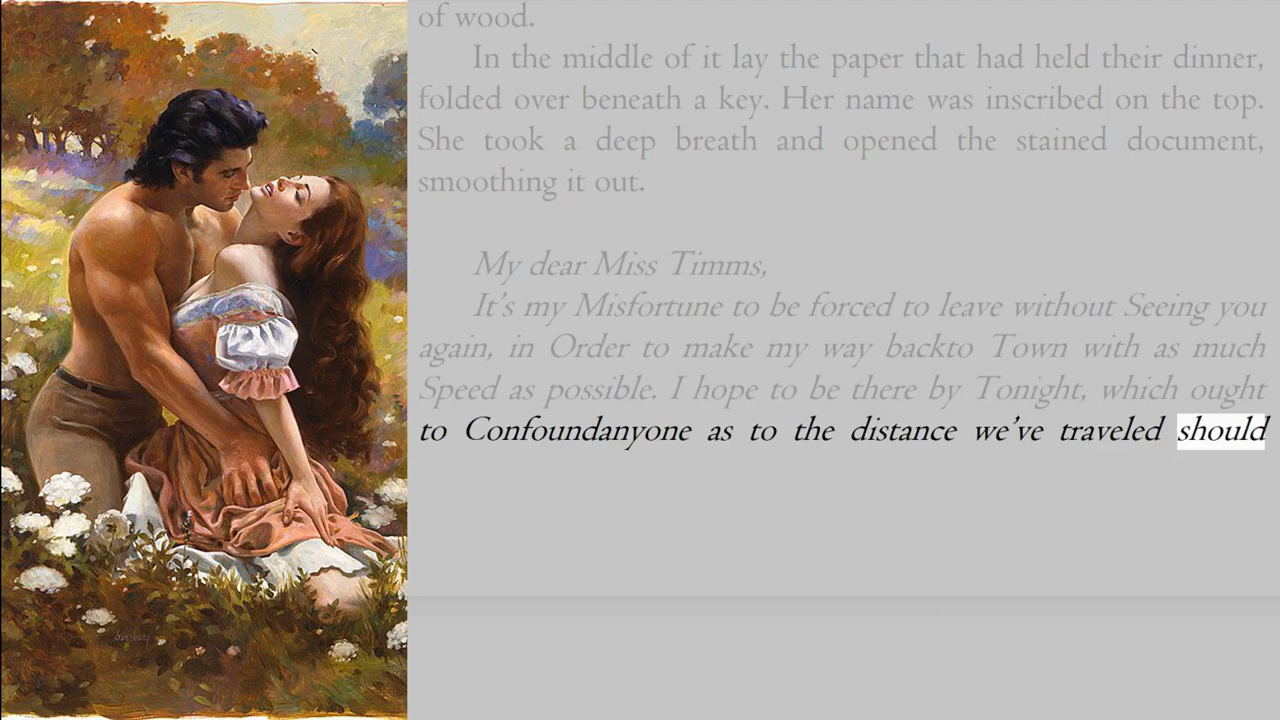 of wood.
In the middle of it lay the paper that had held their dinner,
folded over beneath a key. Her name was inscribed on the top.
She took a deep breath and opened the stained document,
smoothing it out.
My dear Miss Timms,
It's my Misfortune to be forced to leave without Seeing you
again, in Order to make my way backto Town with as much
Speed as possible. I hope to be there by Tonight, which ought
to Confoundanyone as to the distance we've traveled should